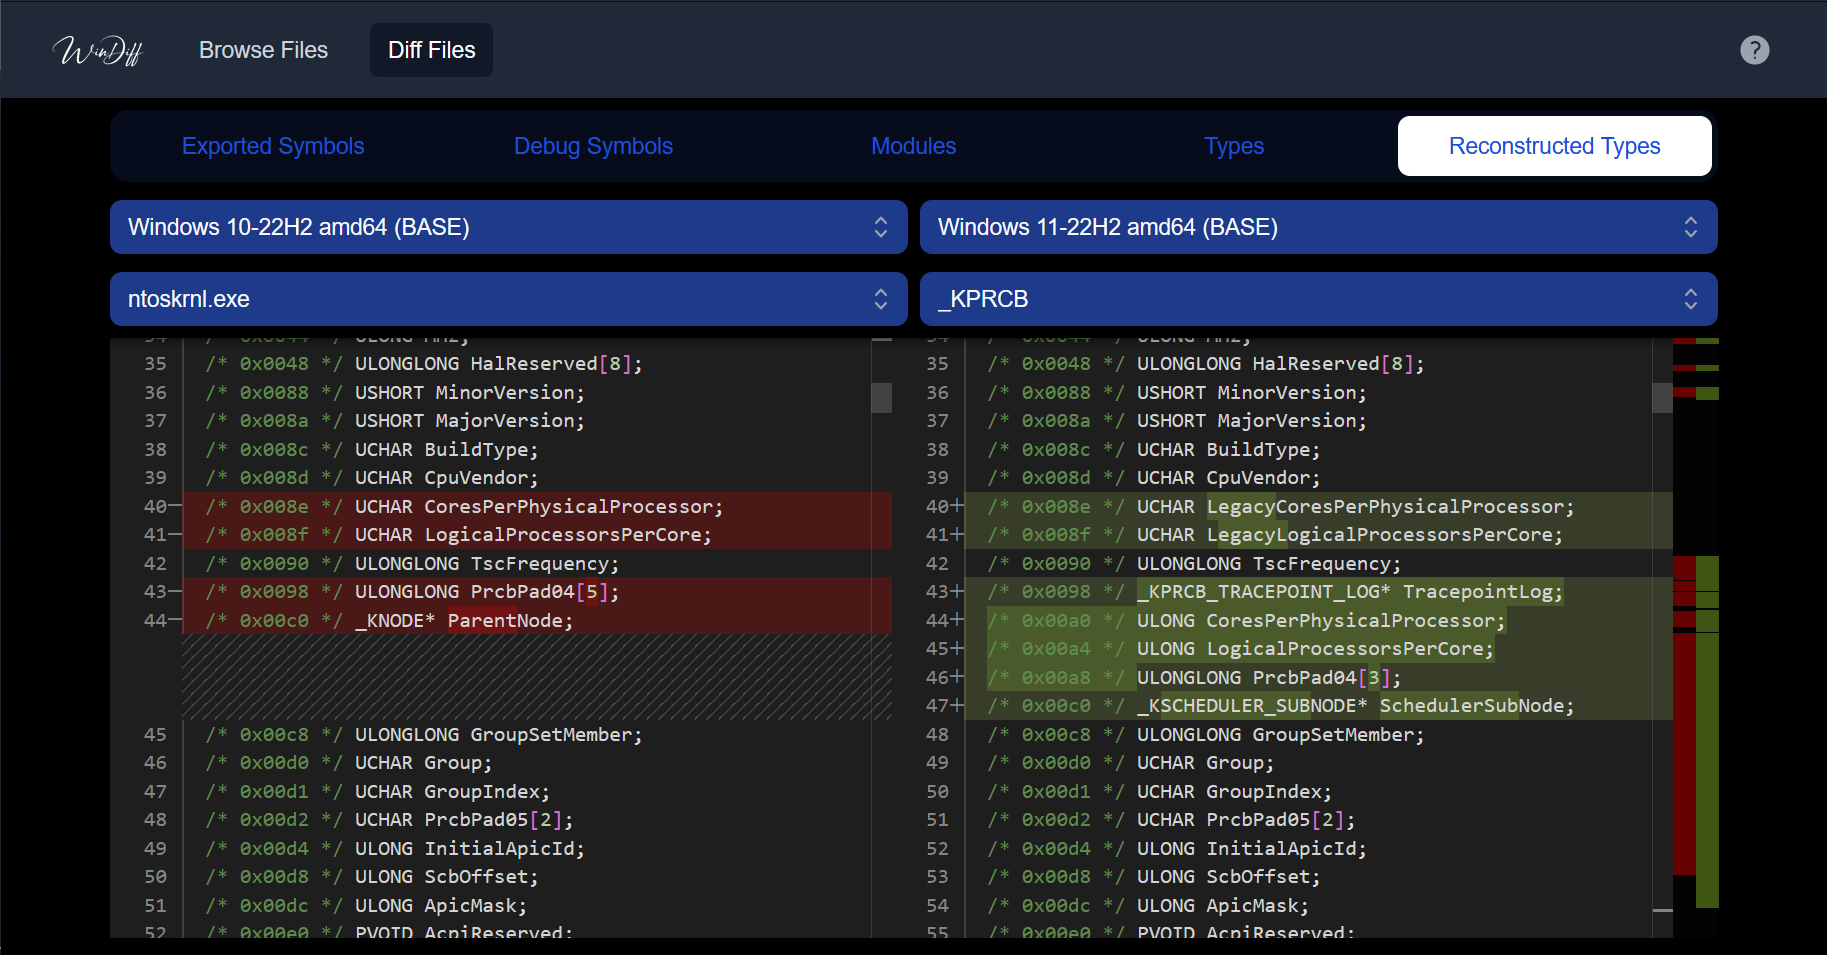 WinDiff Browse Files Diff Files ?
Exported Symbols Debug Symbols Modules Types Reconstructed Types
Windows 10-22H2 amd64 (BASE) Windows 11-22H2 amd64 (BASE)
ntoskrnl.exe _KPRCB
34 /* 0x0044 */ ULONG MHz;
35 /* 0x0048 */ ULONGLONG HalReserved[8];
36 /* 0x0088 */ USHORT MinorVersion;
37 /* 0x008a */ USHORT MajorVersion;
38 /* 0x008c */ UCHAR BuildType;
39 /* 0x008d */ UCHAR CpuVendor;
40− /* 0x008e */ UCHAR CoresPerPhysicalProcessor;
41− /* 0x008f */ UCHAR LogicalProcessorsPerCore;
42 /* 0x0090 */ ULONGLONG TscFrequency;
43− /* 0x0098 */ ULONGLONG PrcbPad04[5];
44− /* 0x00c0 */ _KNODE* ParentNode;
45 /* 0x00c8 */ ULONGLONG GroupSetMember;
46 /* 0x00d0 */ UCHAR Group;
47 /* 0x00d1 */ UCHAR GroupIndex;
48 /* 0x00d2 */ UCHAR PrcbPad05[2];
49 /* 0x00d4 */ ULONG InitialApicId;
50 /* 0x00d8 */ ULONG ScbOffset;
51 /* 0x00dc */ ULONG ApicMask;
52 /* 0x00e0 */ PVOID AcpiReserved;
34 /* 0x0044 */ ULONG MHz;
35 /* 0x0048 */ ULONGLONG HalReserved[8];
36 /* 0x0088 */ USHORT MinorVersion;
37 /* 0x008a */ USHORT MajorVersion;
38 /* 0x008c */ UCHAR BuildType;
39 /* 0x008d */ UCHAR CpuVendor;
40+ /* 0x008e */ UCHAR LegacyCoresPerPhysicalProcessor;
41+ /* 0x008f */ UCHAR LegacyLogicalProcessorsPerCore;
42 /* 0x0090 */ ULONGLONG TscFrequency;
43+ /* 0x0098 */ _KPRCB_TRACEPOINT_LOG* TracepointLog;
44+ /* 0x00a0 */ ULONG CoresPerPhysicalProcessor;
45+ /* 0x00a4 */ ULONG LogicalProcessorsPerCore;
46+ /* 0x00a8 */ ULONGLONG PrcbPad04[3];
47+ /* 0x00c0 */ _KSCHEDULER_SUBNODE* SchedulerSubNode;
48 /* 0x00c8 */ ULONGLONG GroupSetMember;
49 /* 0x00d0 */ UCHAR Group;
50 /* 0x00d1 */ UCHAR GroupIndex;
51 /* 0x00d2 */ UCHAR PrcbPad05[2];
52 /* 0x00d4 */ ULONG InitialApicId;
53 /* 0x00d8 */ ULONG ScbOffset;
54 /* 0x00dc */ ULONG ApicMask;
55 /* 0x00e0 */ PVOID AcpiReserved;